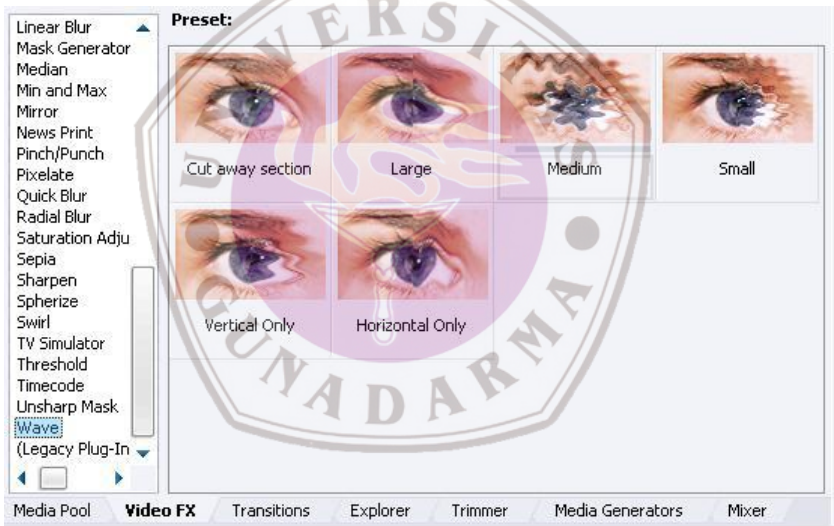 Linear Blur
Mask Generator
Median
Min and Max
Mirror
News Print
Pinch/Punch
Pixelate
Quick Blur
Radial Blur
Saturation Adju
Sepia
Sharpen
Spherize
Swirl
TV Simulator
Threshold
Timecode
Unsharp Mask
Wave
(Legacy Plug-In
Preset:
Cut away section Large Medium Small
Vertical Only Horizontal Only
UNIVERSITAS
GUNADARMA
Media Pool Video FX Transitions Explorer Trimmer Media Generators Mixer